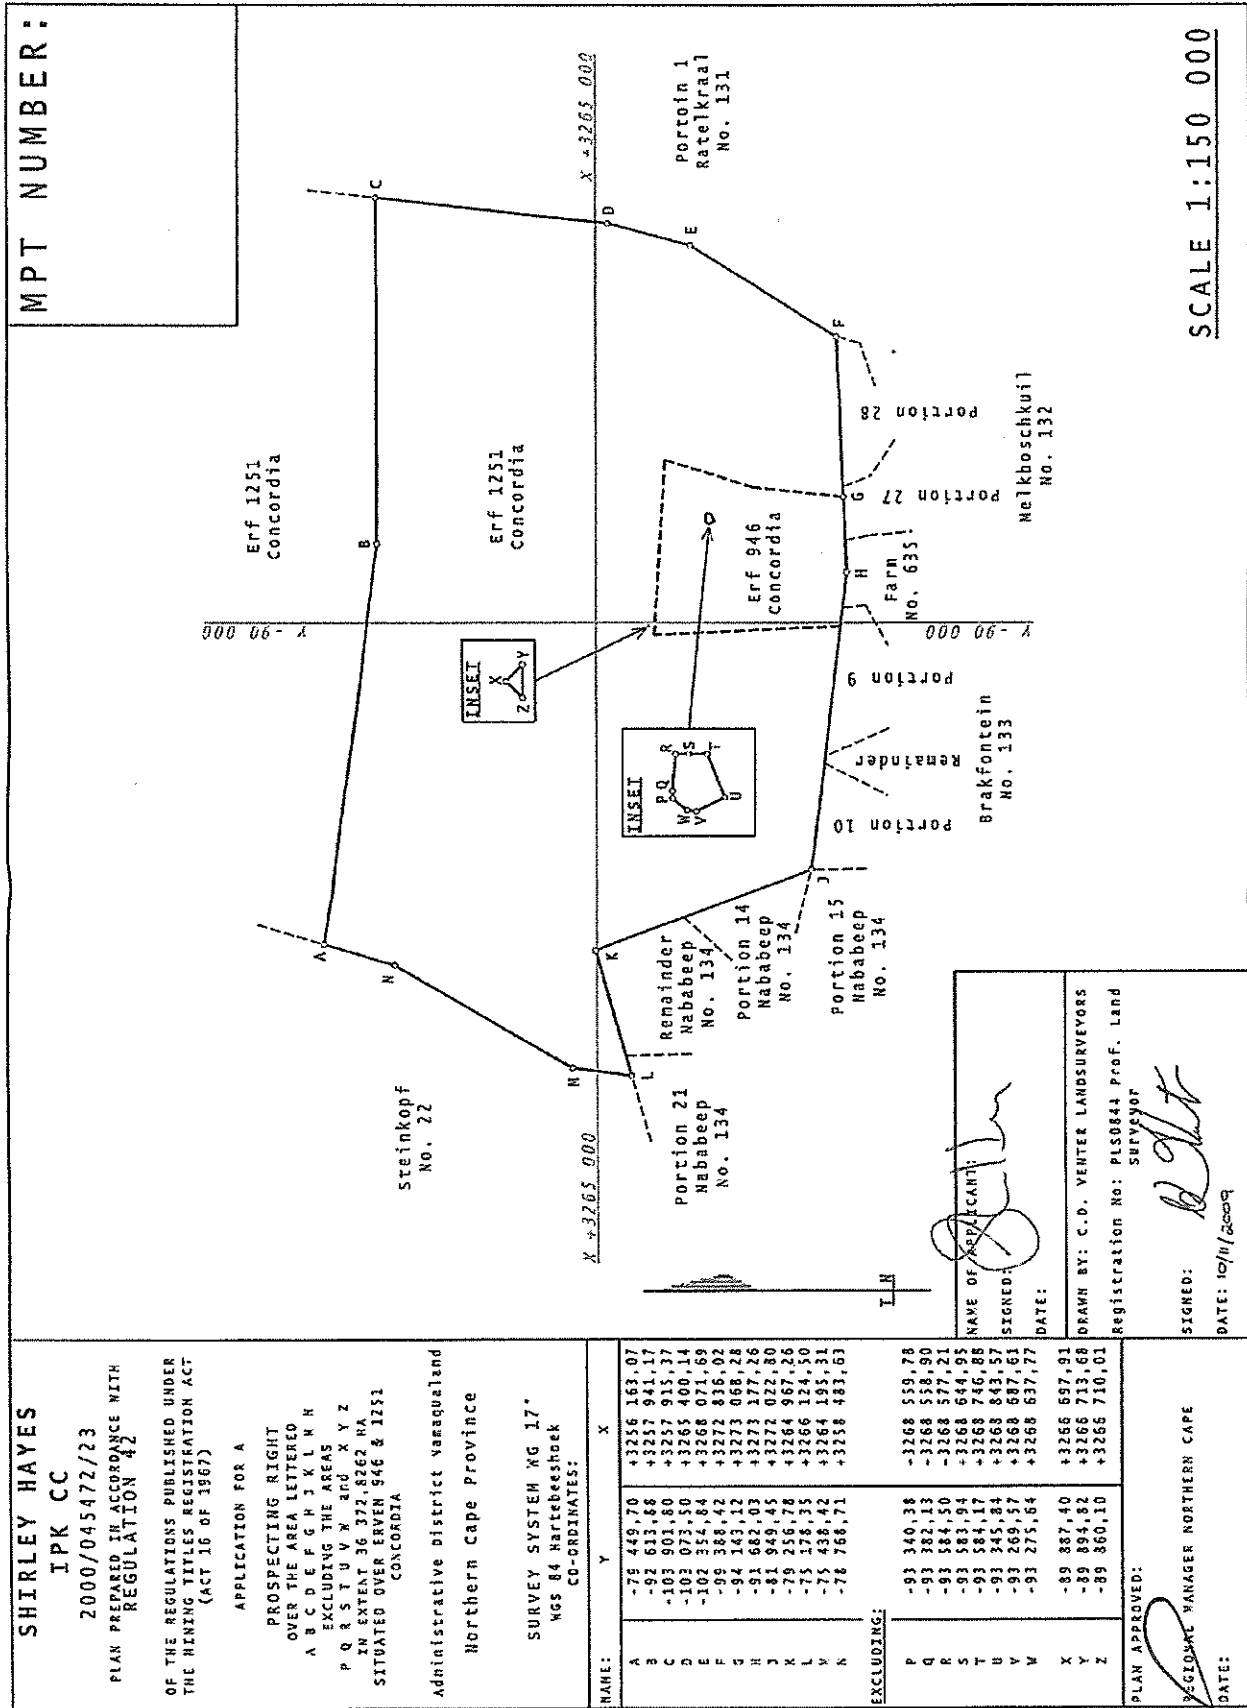 SHIRLEY HAYES
IPK CC
2000/045472/23
PLAN PREPARED IN ACCORDANCE WITH
REGULATION 42
OF THE REGULATIONS PUBLISHED UNDER
THE MINING TITLES REGISTRATION ACT
(ACT 16 OF 1967)
APPLICATION FOR A
PROSPECTING RIGHT
OVER THE AREA LETTERED
A B C D E F G H J K L M N
EXCLUDING THE AREAS
P Q R S T U V W and X Y Z
IN EXTENT 36 372,8262 HA
SITUATED OVER ERVEN 946 & 1251
CONCORDIA
Administrative District Namaqualand
Northern Cape Province
SURVEY SYSTEM WG 17"
WGS 84 Hartebeeshoek
CO-ORDINATES:
NAME: Y X
A -79 449,70 +3256 163,07
B -92 613,88 +3257 941,17
C -103 901,80 +3257 915,37
D -103 073,50 +3265 400,14
E -102 354,84 +3268 071,69
F -99 388,42 +3272 836,02
G -94 143,12 +3273 068,28
H -91 682,03 +3273 177,26
J -81 949,45 +3272 022,80
K -79 256,78 +3264 967,26
L -75 178,35 +3266 124,50
M -75 438,42 +3264 195,31
N -78 768,71 +3258 483,63
EXCLUDING:
P -93 340,38 +3268 559,78
Q -93 382,13 +3268 558,90
R -93 584,50 +3268 577,21
S -93 583,94 +3268 644,95
T -93 584,17 +3268 746,88
U -93 345,84 +3268 843,57
V -93 269,57 +3268 687,61
W -93 275,64 +3268 637,77
X -89 887,40 +3266 697,91
Y -89 894,82 +3266 713,68
Z -89 860,10 +3266 710,01
PLAN APPROVED:
REGIONAL MANAGER NORTHERN CAPE
DATE:
MPT NUMBER:
Erf 1251
Concordia
Erf 1251
Concordia
Steinkopf
No. 22
A
B
C
D
E
F
G
H
J
K
L
M
N
Y -90 000
Y -90 000
X +3265 000
X +3265 000
INSET
X
Z Y
INSET
P Q
R
S
T
U
V
W
Erf 946
Concordia
Portoin 1
Ratelkraal
No. 131
Portion 21
Nababeep
No. 134
Remainder
Nababeep
No. 134
Portion 14
Nababeep
No. 134
Portion 15
Nababeep
No. 134
Portion 10
Remainder
Portion 9
Brakfontein
No. 133
Farm
No. 635
Portion 27
Portion 28
Melkboschkuil
No. 132
T N
NAME OF APPLICANT:
SIGNED:
DATE:
DRAWN BY: C.D. VENTER LANDSURVEYORS
Registration No: PLS0844 Prof. Land
Surveyor
SIGNED:
DATE: 10/11/2009
SCALE 1:150 000